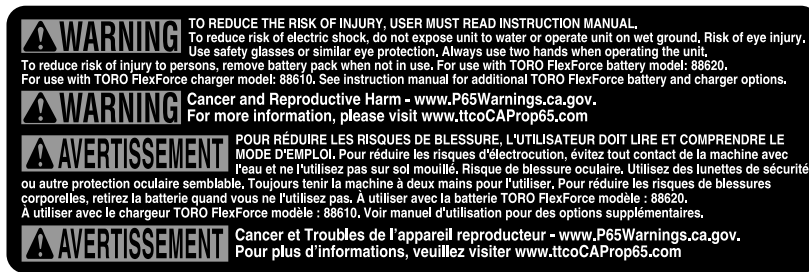 WARNING TO REDUCE THE RISK OF INJURY, USER MUST READ INSTRUCTION MANUAL.
To reduce risk of electric shock, do not expose unit to water or operate unit on wet ground. Risk of eye injury.
Use safety glasses or similar eye protection. Always use two hands when operating the unit.
To reduce risk of injury to persons, remove battery pack when not in use. For use with TORO FlexForce battery model: 88620.
For use with TORO FlexForce charger model: 88610. See instruction manual for additional TORO FlexForce battery and charger options.
WARNING Cancer and Reproductive Harm - www.P65Warnings.ca.gov.
For more information, please visit www.ttcoCAProp65.com
AVERTISSEMENT POUR RÉDUIRE LES RISQUES DE BLESSURE, L'UTILISATEUR DOIT LIRE ET COMPRENDRE LE
MODE D'EMPLOI. Pour réduire les risques d'électrocution, évitez tout contact de la machine avec
l'eau et ne l'utilisez pas sur sol mouillé. Risque de blessure oculaire. Utilisez des lunettes de sécurité
ou autre protection oculaire semblable. Toujours tenir la machine à deux mains pour l'utiliser. Pour réduire les risques de blessures
corporelles, retirez la batterie quand vous ne l'utilisez pas. À utiliser avec la batterie TORO FlexForce modèle : 88620.
À utiliser avec le chargeur TORO FlexForce modèle : 88610. Voir manuel d'utilisation pour des options supplémentaires.
AVERTISSEMENT Cancer et Troubles de l'appareil reproducteur - www.P65Warnings.ca.gov.
Pour plus d'informations, veuillez visiter www.ttcoCAProp65.com